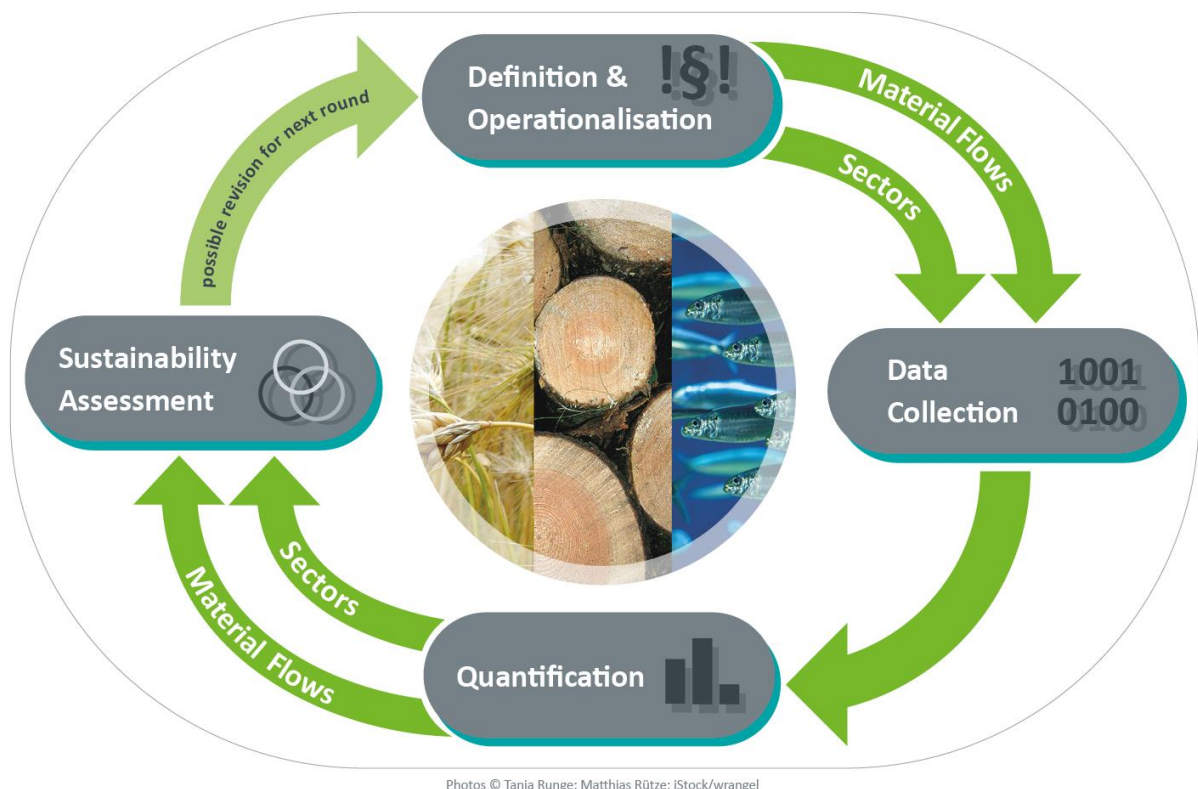 Definition &
Operationalisation
!§!
Material Flows
Sectors
Data
Collection
1001
0100
Quantification
Sectors
Material Flows
Sustainability
Assessment
possible revision for next round
Photos © Tanja Runge; Matthias Rütze; iStock/wrangel